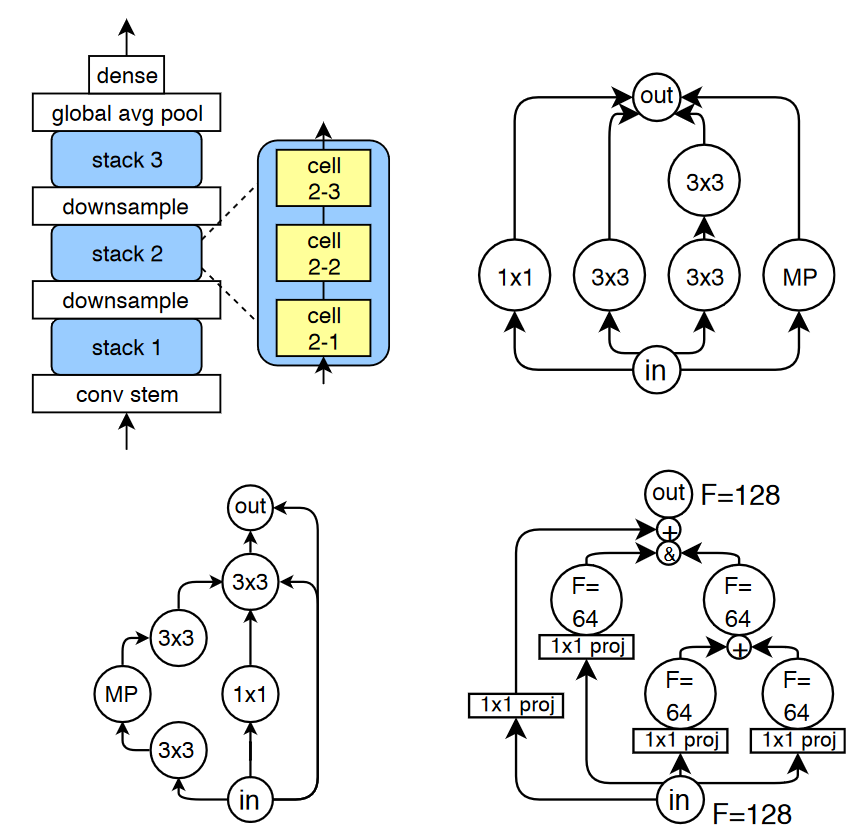 dense
global avg pool
stack 3
downsample
stack 2
downsample
stack 1
conv stem
cell
2-3
cell
2-2
cell
2-1
out
3x3
1x1
3x3
3x3
MP
in
out
3x3
3x3
MP
1x1
3x3
in
out F=128
+
&
F=
64
F=
64
1x1 proj
+
F=
64
F=
64
1x1 proj
1x1 proj
1x1 proj
in F=128